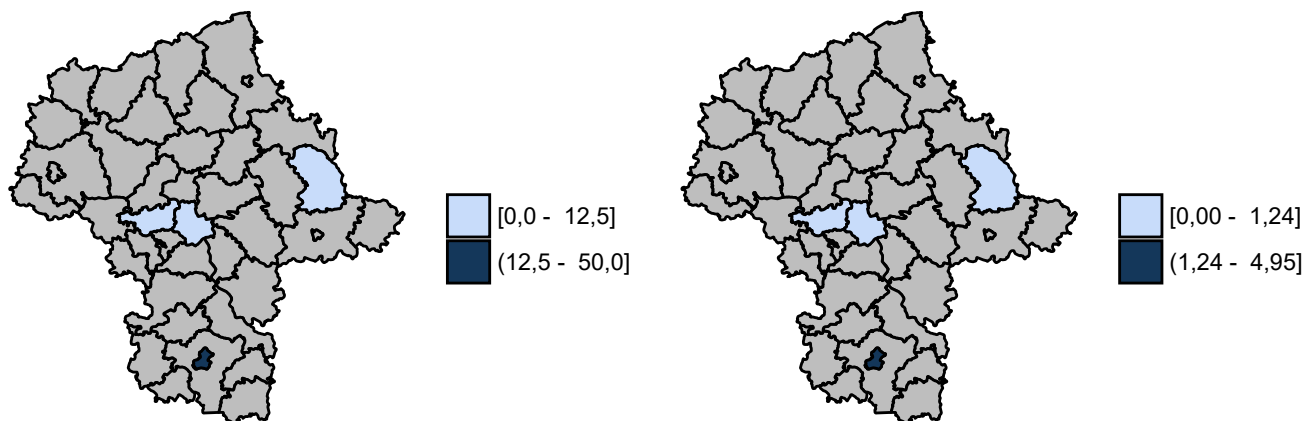 [0,0 - 12,5]
(12,5 - 50,0]
[0,00 - 1,24]
(1,24 - 4,95]